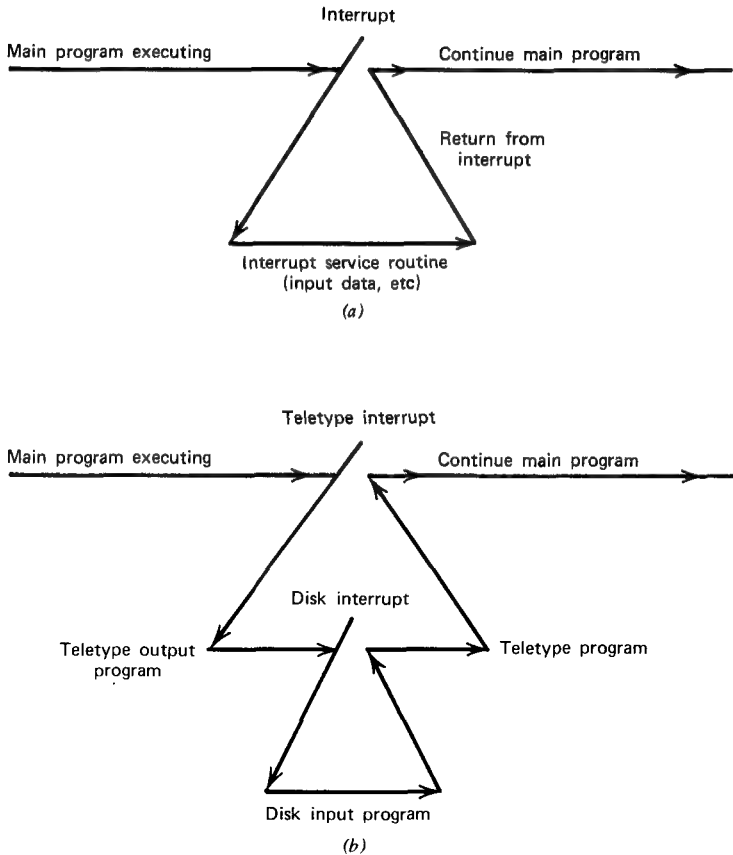 Interrupt
Main program executing
Continue main program
Return from
interrupt
Interrupt service routine
(input data, etc)
(a)
Teletype interrupt
Main program executing
Continue main program
Disk interrupt
Teletype output
program
Teletype program
Disk input program
(b)